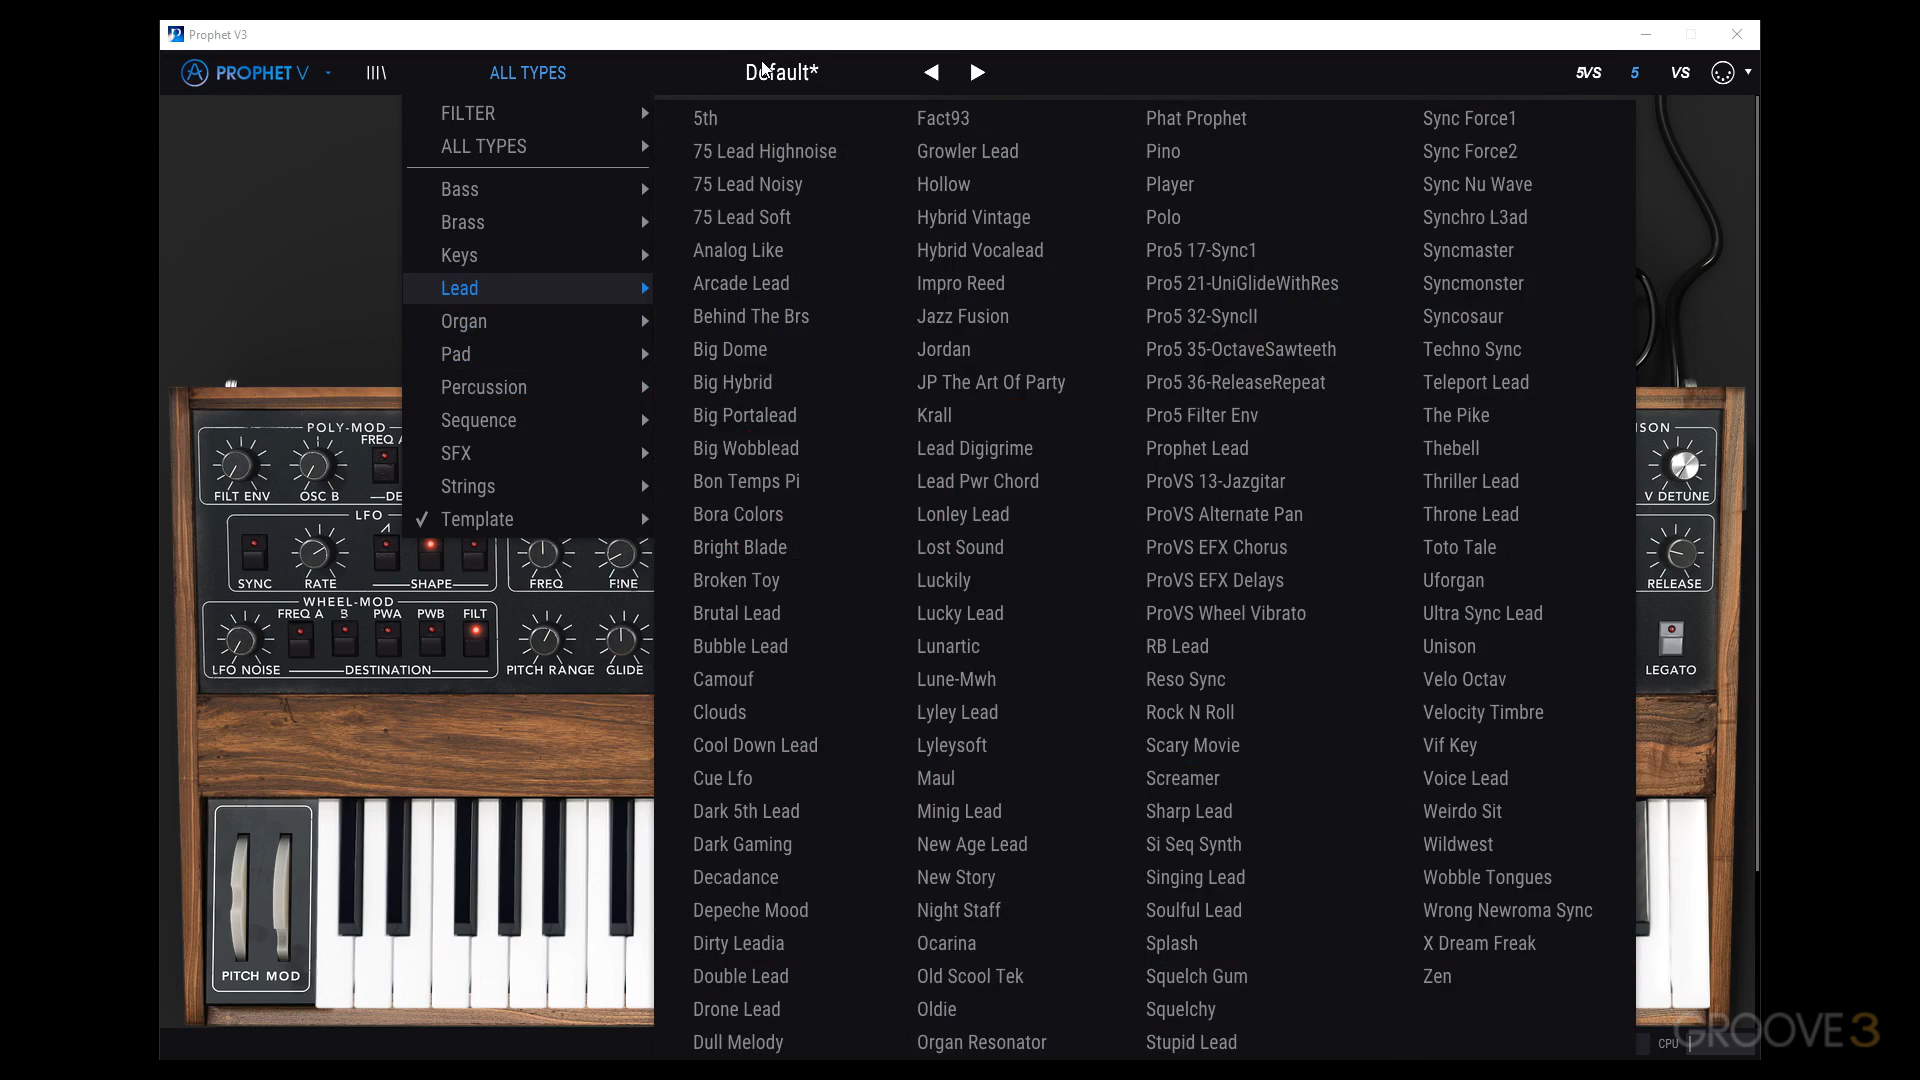 Prophet V3
PROPHET V
ALL TYPES
Default*
5VS
5
VS
FILTER
ALL TYPES
Bass
Brass
Keys
Lead
Organ
Pad
Percussion
Sequence
SFX
Strings
Template
5th
75 Lead Highnoise
75 Lead Noisy
75 Lead Soft
Analog Like
Arcade Lead
Behind The Brs
Big Dome
Big Hybrid
Big Portalead
Big Wobblead
Bon Temps Pi
Bora Colors
Bright Blade
Broken Toy
Brutal Lead
Bubble Lead
Camouf
Clouds
Cool Down Lead
Cue Lfo
Dark 5th Lead
Dark Gaming
Decadance
Depeche Mood
Dirty Leadia
Double Lead
Drone Lead
Dull Melody
Fact93
Growler Lead
Hollow
Hybrid Vintage
Hybrid Vocalead
Impro Reed
Jazz Fusion
Jordan
JP The Art Of Party
Krall
Lead Digigrime
Lead Pwr Chord
Lonley Lead
Lost Sound
Luckily
Lucky Lead
Lunartic
Lune-Mwh
Lyley Lead
Lyleysoft
Maul
Minig Lead
New Age Lead
New Story
Night Staff
Ocarina
Old Scool Tek
Oldie
Organ Resonator
Phat Prophet
Pino
Player
Polo
Pro5 17-Sync1
Pro5 21-UniGlideWithRes
Pro5 32-SyncII
Pro5 35-OctaveSawteeth
Pro5 36-ReleaseRepeat
Pro5 Filter Env
Prophet Lead
ProVS 13-Jazgitar
ProVS Alternate Pan
ProVS EFX Chorus
ProVS EFX Delays
ProVS Wheel Vibrato
RB Lead
Reso Sync
Rock N Roll
Scary Movie
Screamer
Sharp Lead
Si Seq Synth
Singing Lead
Soulful Lead
Splash
Squelch Gum
Squelchy
Stupid Lead
Sync Force1
Sync Force2
Sync Nu Wave
Synchro L3ad
Syncmaster
Syncmonster
Syncosaur
Techno Sync
Teleport Lead
The Pike
Thebell
Thriller Lead
Throne Lead
Toto Tale
Uforgan
Ultra Sync Lead
Unison
Velo Octav
Velocity Timbre
Vif Key
Voice Lead
Weirdo Sit
Wildwest
Wobble Tongues
Wrong Newroma Sync
X Dream Freak
Zen
POLY-MOD
FREQ A
FILT ENV
OSC B
DE
LFO
SYNC
RATE
SHAPE
FREQ
FINE
WHEEL-MOD
FREQ A
B
PWA
PWB
FILT
LFO NOISE
DESTINATION
PITCH RANGE
GLIDE
PITCH MOD
ISON
V DETUNE
RELEASE
LEGATO
CPU
GROOVE 3